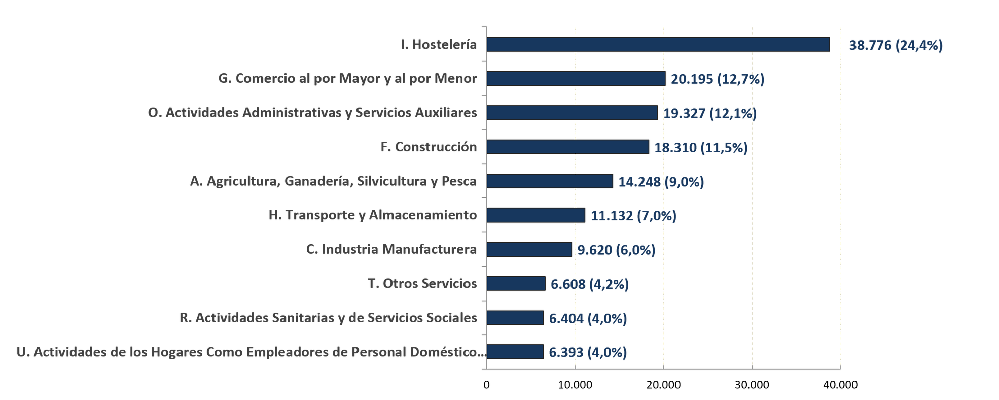 I. Hostelería 38.776 (24,4%)
G. Comercio al por Mayor y al por Menor 20.195 (12,7%)
O. Actividades Administrativas y Servicios Auxiliares 19.327 (12,1%)
F. Construcción 18.310 (11,5%)
A. Agricultura, Ganadería, Silvicultura y Pesca 14.248 (9,0%)
H. Transporte y Almacenamiento 11.132 (7,0%)
C. Industria Manufacturera 9.620 (6,0%)
T. Otros Servicios 6.608 (4,2%)
R. Actividades Sanitarias y de Servicios Sociales 6.404 (4,0%)
U. Actividades de los Hogares Como Empleadores de Personal Doméstico... 6.393 (4,0%)
0 10.000 20.000 30.000 40.000